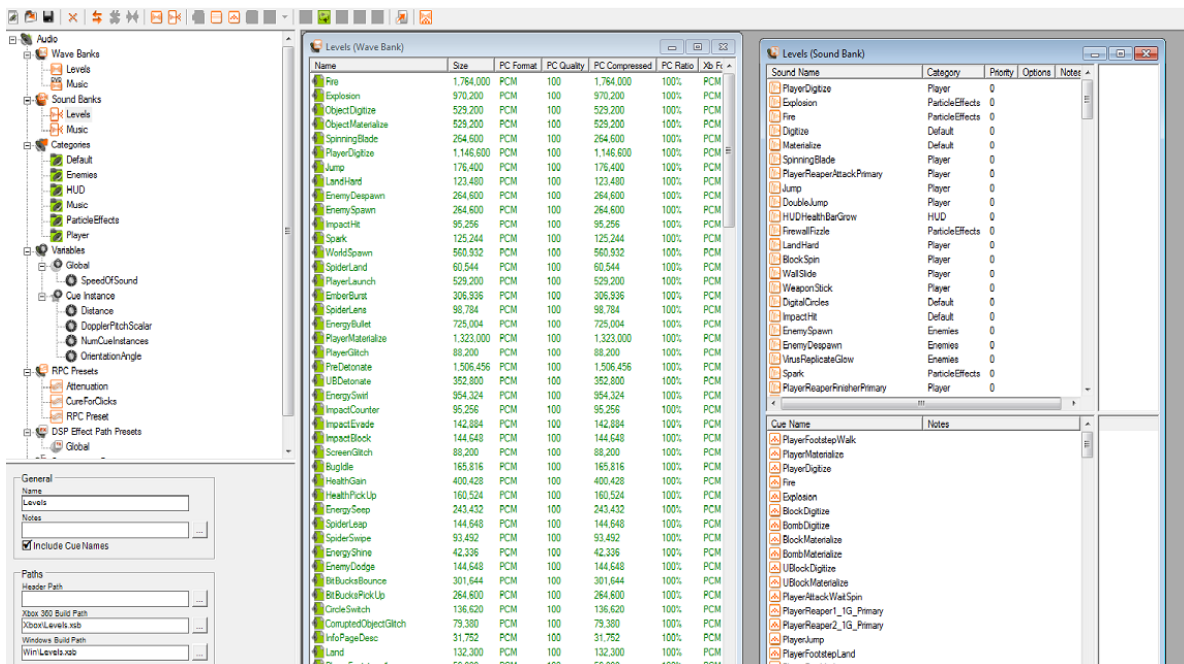 Audio
Wave Banks
Levels
Music
Sound Banks
Levels
Music
Categories
Default
Enemies
HUD
Music
ParticleEffects
Player
Variables
Global
SpeedOfSound
Cue Instance
Distance
DopplerPitchScalar
NumCueInstances
OrientationAngle
RPC Presets
Attenuation
CureForClicks
RPC Preset
DSP Effect Path Presets
Global
General
Name
Levels
Notes
...
Include Cue Names
Paths
Header Path
...
Xbox 360 Build Path
Xbox\Levels.xsb
...
Windows Build Path
Win\Levels.xsb
...
Levels (Wave Bank)
Name Size PC Format PC Quality PC Compressed PC Ratio Xb Fc
Fire 1,764,000 PCM 100 1,764,000 100% PCM
Explosion 970,200 PCM 100 970,200 100% PCM
ObjectDigitize 529,200 PCM 100 529,200 100% PCM
ObjectMaterialize 529,200 PCM 100 529,200 100% PCM
SpinningBlade 264,600 PCM 100 264,600 100% PCM
PlayerDigitize 1,146,600 PCM 100 1,146,600 100% PCM
Jump 176,400 PCM 100 176,400 100% PCM
LandHard 123,480 PCM 100 123,480 100% PCM
EnemyDespawn 264,600 PCM 100 264,600 100% PCM
EnemySpawn 264,600 PCM 100 264,600 100% PCM
ImpactHit 95,256 PCM 100 95,256 100% PCM
Spark 125,244 PCM 100 125,244 100% PCM
WorldSpawn 560,932 PCM 100 560,932 100% PCM
SpiderLand 60,544 PCM 100 60,544 100% PCM
PlayerLaunch 529,200 PCM 100 529,200 100% PCM
EmberBurst 306,936 PCM 100 306,936 100% PCM
SpiderLens 98,784 PCM 100 98,784 100% PCM
EnergyBullet 725,004 PCM 100 725,004 100% PCM
PlayerMaterialize 1,323,000 PCM 100 1,323,000 100% PCM
PlayerGlitch 88,200 PCM 100 88,200 100% PCM
PreDetonate 1,506,456 PCM 100 1,506,456 100% PCM
UBDetonate 352,800 PCM 100 352,800 100% PCM
EnergySwirl 954,324 PCM 100 954,324 100% PCM
ImpactCounter 95,256 PCM 100 95,256 100% PCM
ImpactEvade 142,884 PCM 100 142,884 100% PCM
ImpactBlock 144,648 PCM 100 144,648 100% PCM
ScreenGlitch 88,200 PCM 100 88,200 100% PCM
BugIdle 165,816 PCM 100 165,816 100% PCM
HealthGain 400,428 PCM 100 400,428 100% PCM
HealthPickUp 160,524 PCM 100 160,524 100% PCM
EnergySeep 243,432 PCM 100 243,432 100% PCM
SpiderLeap 144,648 PCM 100 144,648 100% PCM
SpiderSwipe 93,492 PCM 100 93,492 100% PCM
EnergyShine 42,336 PCM 100 42,336 100% PCM
EnemyDodge 144,648 PCM 100 144,648 100% PCM
BitBucksBounce 301,644 PCM 100 301,644 100% PCM
BitBucksPickUp 264,600 PCM 100 264,600 100% PCM
CircleSwitch 136,620 PCM 100 136,620 100% PCM
CorruptedObjectGlitch 79,380 PCM 100 79,380 100% PCM
InfoPageDesc 31,752 PCM 100 31,752 100% PCM
Land 132,300 PCM 100 132,300 100% PCM
Levels (Sound Bank)
Sound Name Category Priority Options Notes
PlayerDigitize Player 0
Explosion ParticleEffects 0
Fire ParticleEffects 0
Digitize Default 0
Materialize Default 0
SpinningBlade Player 0
PlayerReaperAttackPrimary Player 0
Jump Player 0
DoubleJump Player 0
HUDHealthBarGrow HUD 0
FirewallFizzle ParticleEffects 0
LandHard Player 0
BlockSpin Player 0
WallSlide Player 0
WeaponStick Player 0
DigitalCircles Default 0
ImpactHit Default 0
EnemySpawn Enemies 0
EnemyDespawn Enemies 0
VirusReplicateGlow Enemies 0
Spark ParticleEffects 0
PlayerReaperFinisherPrimary Player 0
Cue Name Notes
PlayerFootstepWalk
PlayerMaterialize
PlayerDigitize
Fire
Explosion
BlockDigitize
BombDigitize
BlockMaterialize
BombMaterialize
UBlockDigitize
UBlockMaterialize
PlayerAttackWaitSpin
PlayerReaper1_1G_Primary
PlayerReaper2_1G_Primary
PlayerJump
PlayerFootstepLand